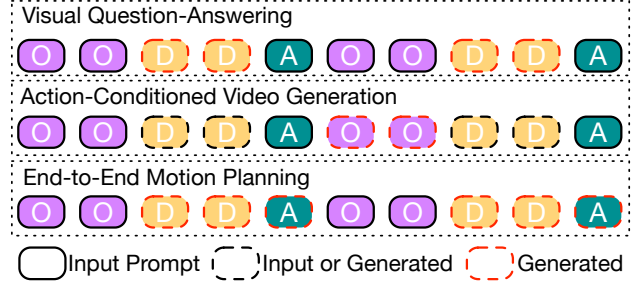 Visual Question-Answering
O O D D A O O D D A
Action-Conditioned Video Generation
O O D D A O O D D A
End-to-End Motion Planning
O O D D A O O D D A
Input Prompt Input or Generated Generated